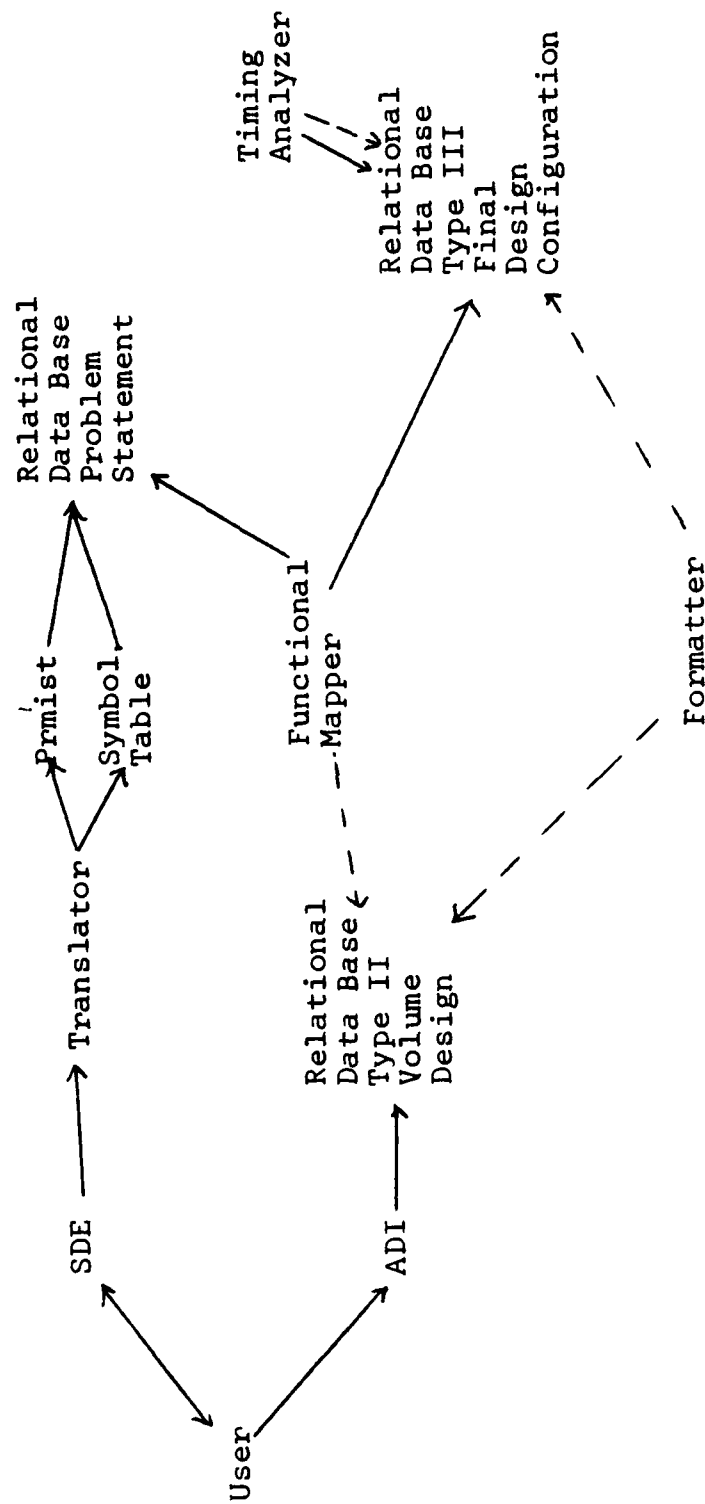 User
SDE
Translator
Prmist
Symbol
Table
Relational
Data Base
Problem
Statement
ADI
Relational
Data Base
Type II
Volume
Design
Functional
Mapper
Timing
Analyzer
Relational
Data Base
Type III
Final
Design
Configuration
Formatter